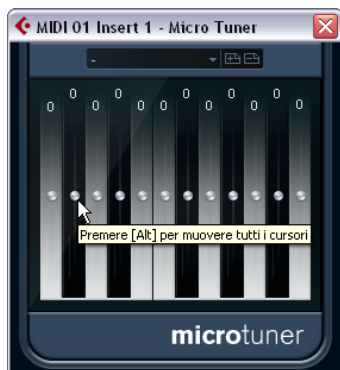 MIDI 01 Insert 1 - Micro Tuner
-
0 0 0 0 0
0 0 0 0 0 0 0
Premere [Alt] per muovere tutti i cursori
microtuner